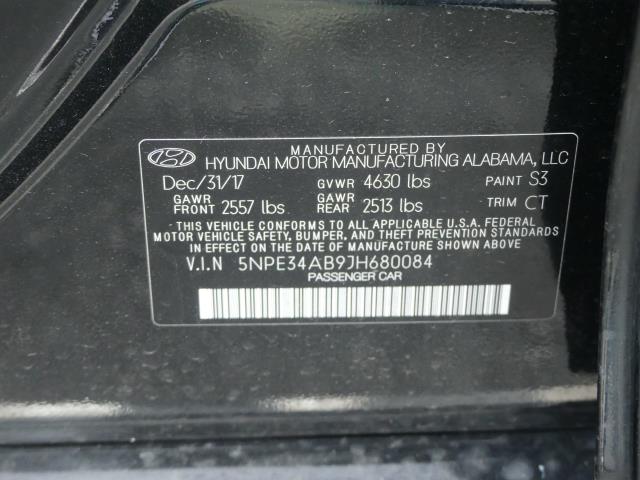 MANUFACTURED BY
HYUNDAI MOTOR MANUFACTURING ALABAMA, LLC
Dec/31/17 GVWR 4630 lbs PAINT S3
GAWR FRONT 2557 lbs GAWR REAR 2513 lbs TRIM CT
THIS VEHICLE CONFORMS TO ALL APPLICABLE U.S.A. FEDERAL
MOTOR VEHICLE SAFETY, BUMPER, AND THEFT PREVENTION STANDARDS
IN EFFECT ON THE DATE OF MANUFACTURE SHOWN ABOVE.
V.I.N 5NPE34AB9JH680084
PASSENGER CAR